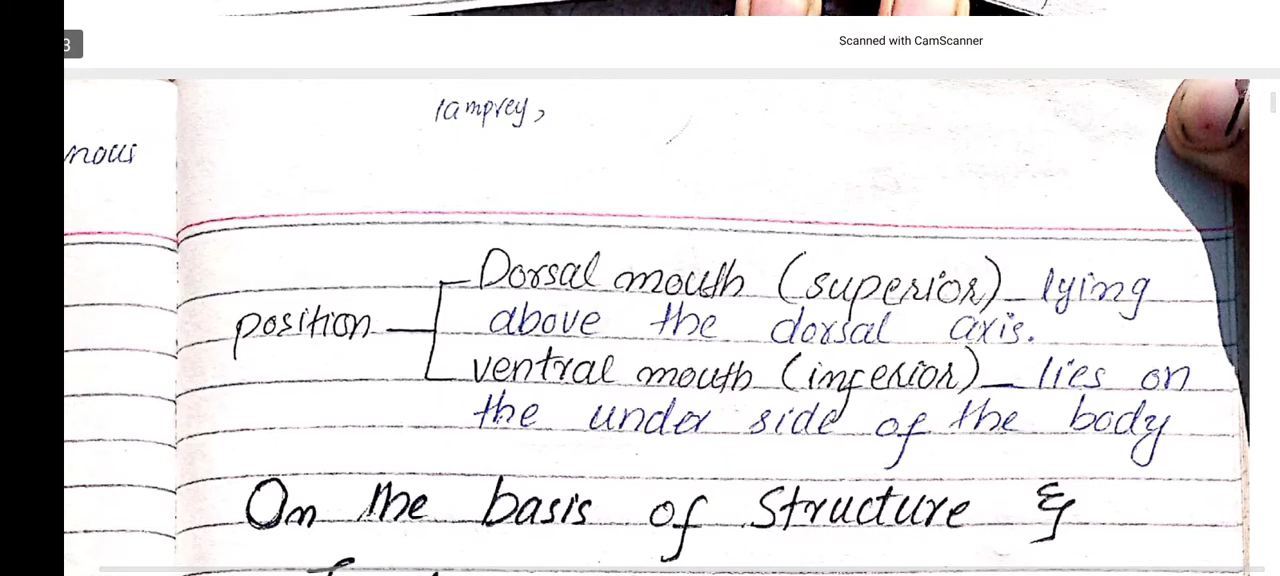 3
Scanned with CamScanner
lamprey,
nous
Dorsal mouth (superior) - lying
above the dorsal axis.
position
ventral mouth (inferior) - lies on
the under side of the body
On the basis of Structure &